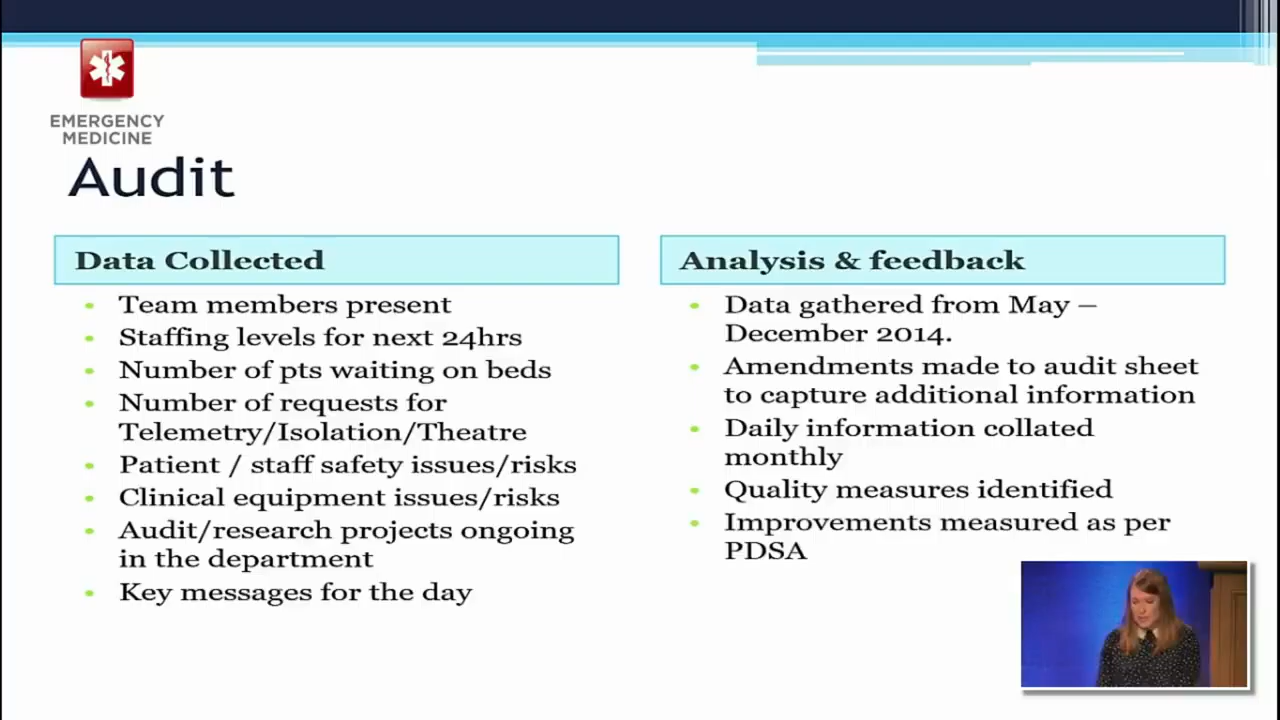 EMERGENCY
MEDICINE
Audit
Data Collected
• Team members present
• Staffing levels for next 24hrs
• Number of pts waiting on beds
• Number of requests for
Telemetry/Isolation/Theatre
• Patient / staff safety issues/risks
• Clinical equipment issues/risks
• Audit/research projects ongoing
in the department
• Key messages for the day
Analysis & feedback
• Data gathered from May –
December 2014.
• Amendments made to audit sheet
to capture additional information
• Daily information collated
monthly
• Quality measures identified
• Improvements measured as per
PDSA